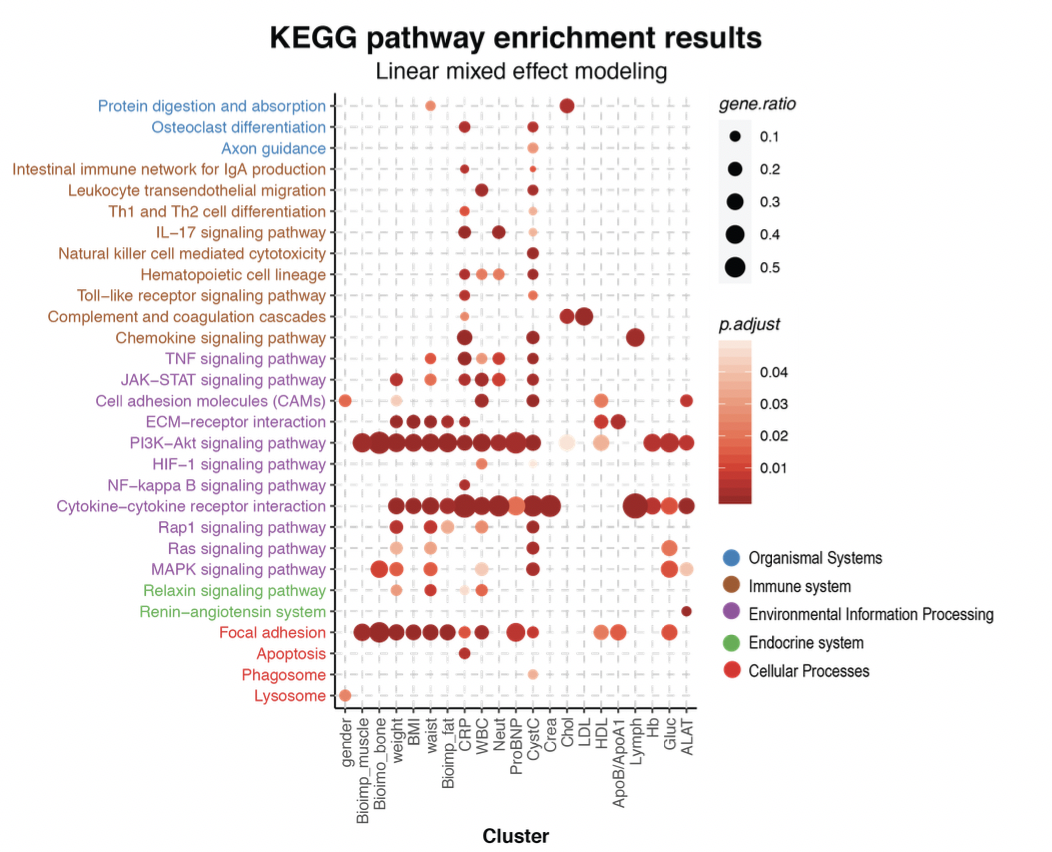 KEGG pathway enrichment results
Linear mixed effect modeling
Protein digestion and absorption
Osteoclast differentiation
Axon guidance
Intestinal immune network for IgA production
Leukocyte transendothelial migration
Th1 and Th2 cell differentiation
IL−17 signaling pathway
Natural killer cell mediated cytotoxicity
Hematopoietic cell lineage
Toll−like receptor signaling pathway
Complement and coagulation cascades
Chemokine signaling pathway
TNF signaling pathway
JAK−STAT signaling pathway
Cell adhesion molecules (CAMs)
ECM−receptor interaction
PI3K−Akt signaling pathway
HIF−1 signaling pathway
NF−kappa B signaling pathway
Cytokine−cytokine receptor interaction
Rap1 signaling pathway
Ras signaling pathway
MAPK signaling pathway
Relaxin signaling pathway
Renin−angiotensin system
Focal adhesion
Apoptosis
Phagosome
Lysosome
gender
Bioimp_muscle
Bioimo_bone
weight
BMI
waist
Bioimp_fat
CRP
WBC
Neut
ProBNP
CystC
Crea
Chol
LDL
HDL
ApoB/ApoA1
Lymph
Hb
Gluc
ALAT
Cluster
gene.ratio
0.1
0.2
0.3
0.4
0.5
p.adjust
0.04
0.03
0.02
0.01
Organismal Systems
Immune system
Environmental Information Processing
Endocrine system
Cellular Processes